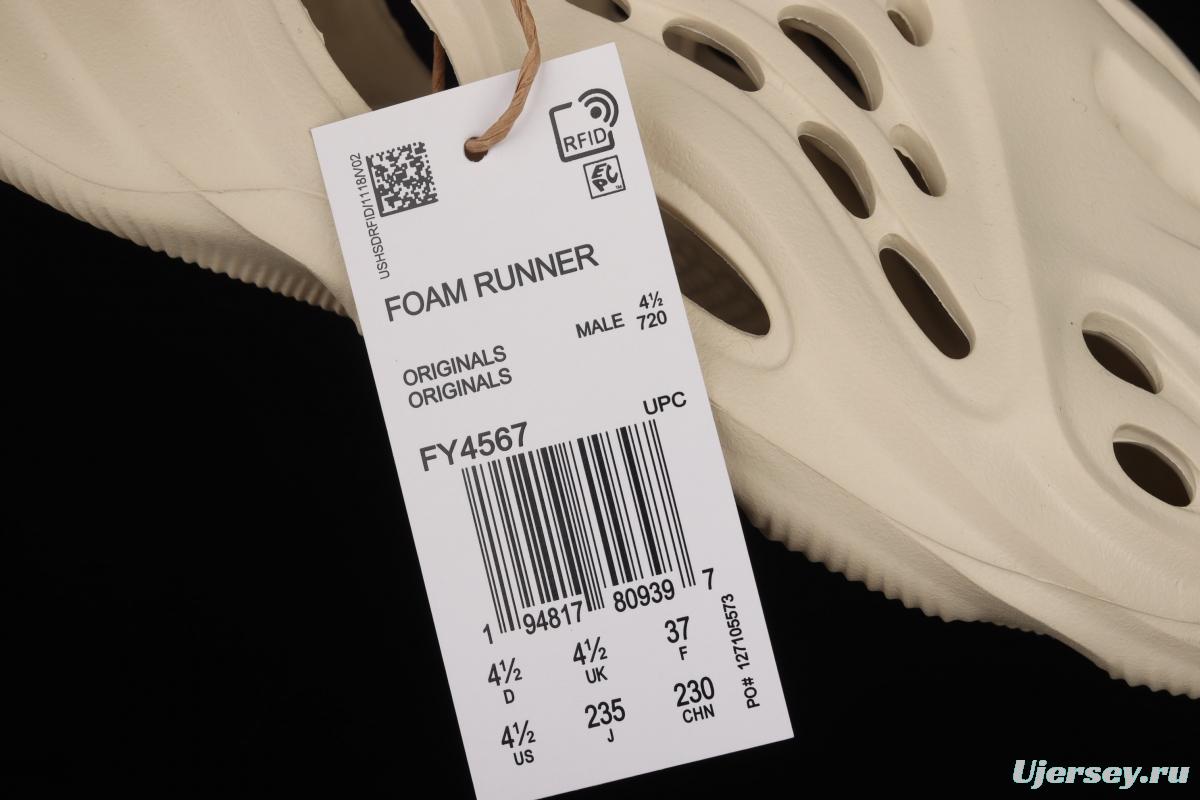 USHSDRFID/1118/V02
RFID
EPC™
FOAM RUNNER
MALE 4½
720
ORIGINALS
ORIGINALS
UPC
FY4567
1 94817 80939 7
4½ D
4½ UK
37 F
4½ US
235 J
230 CHN
PO# 127105573
Ujersey.ru